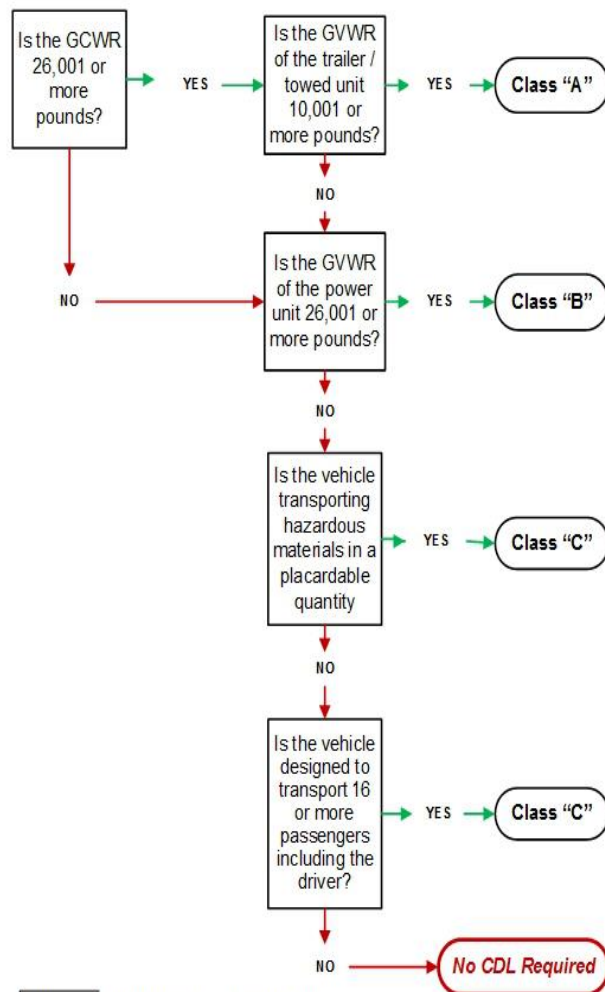 Is the GCWR
26,001 or
more
pounds?
YES
Is the GVWR
of the trailer /
towed unit
10,001 or
more pounds?
YES
Class “A”
NO
NO
Is the GVWR
of the power
unit 26,001 or
more pounds?
YES
Class “B”
NO
Is the vehicle
transporting
hazardous
materials in a
placardable
quantity
YES
Class “C”
NO
Is the vehicle
designed to
transport 16
or more
passengers
including the
driver?
YES
Class “C”
NO
No CDL Required